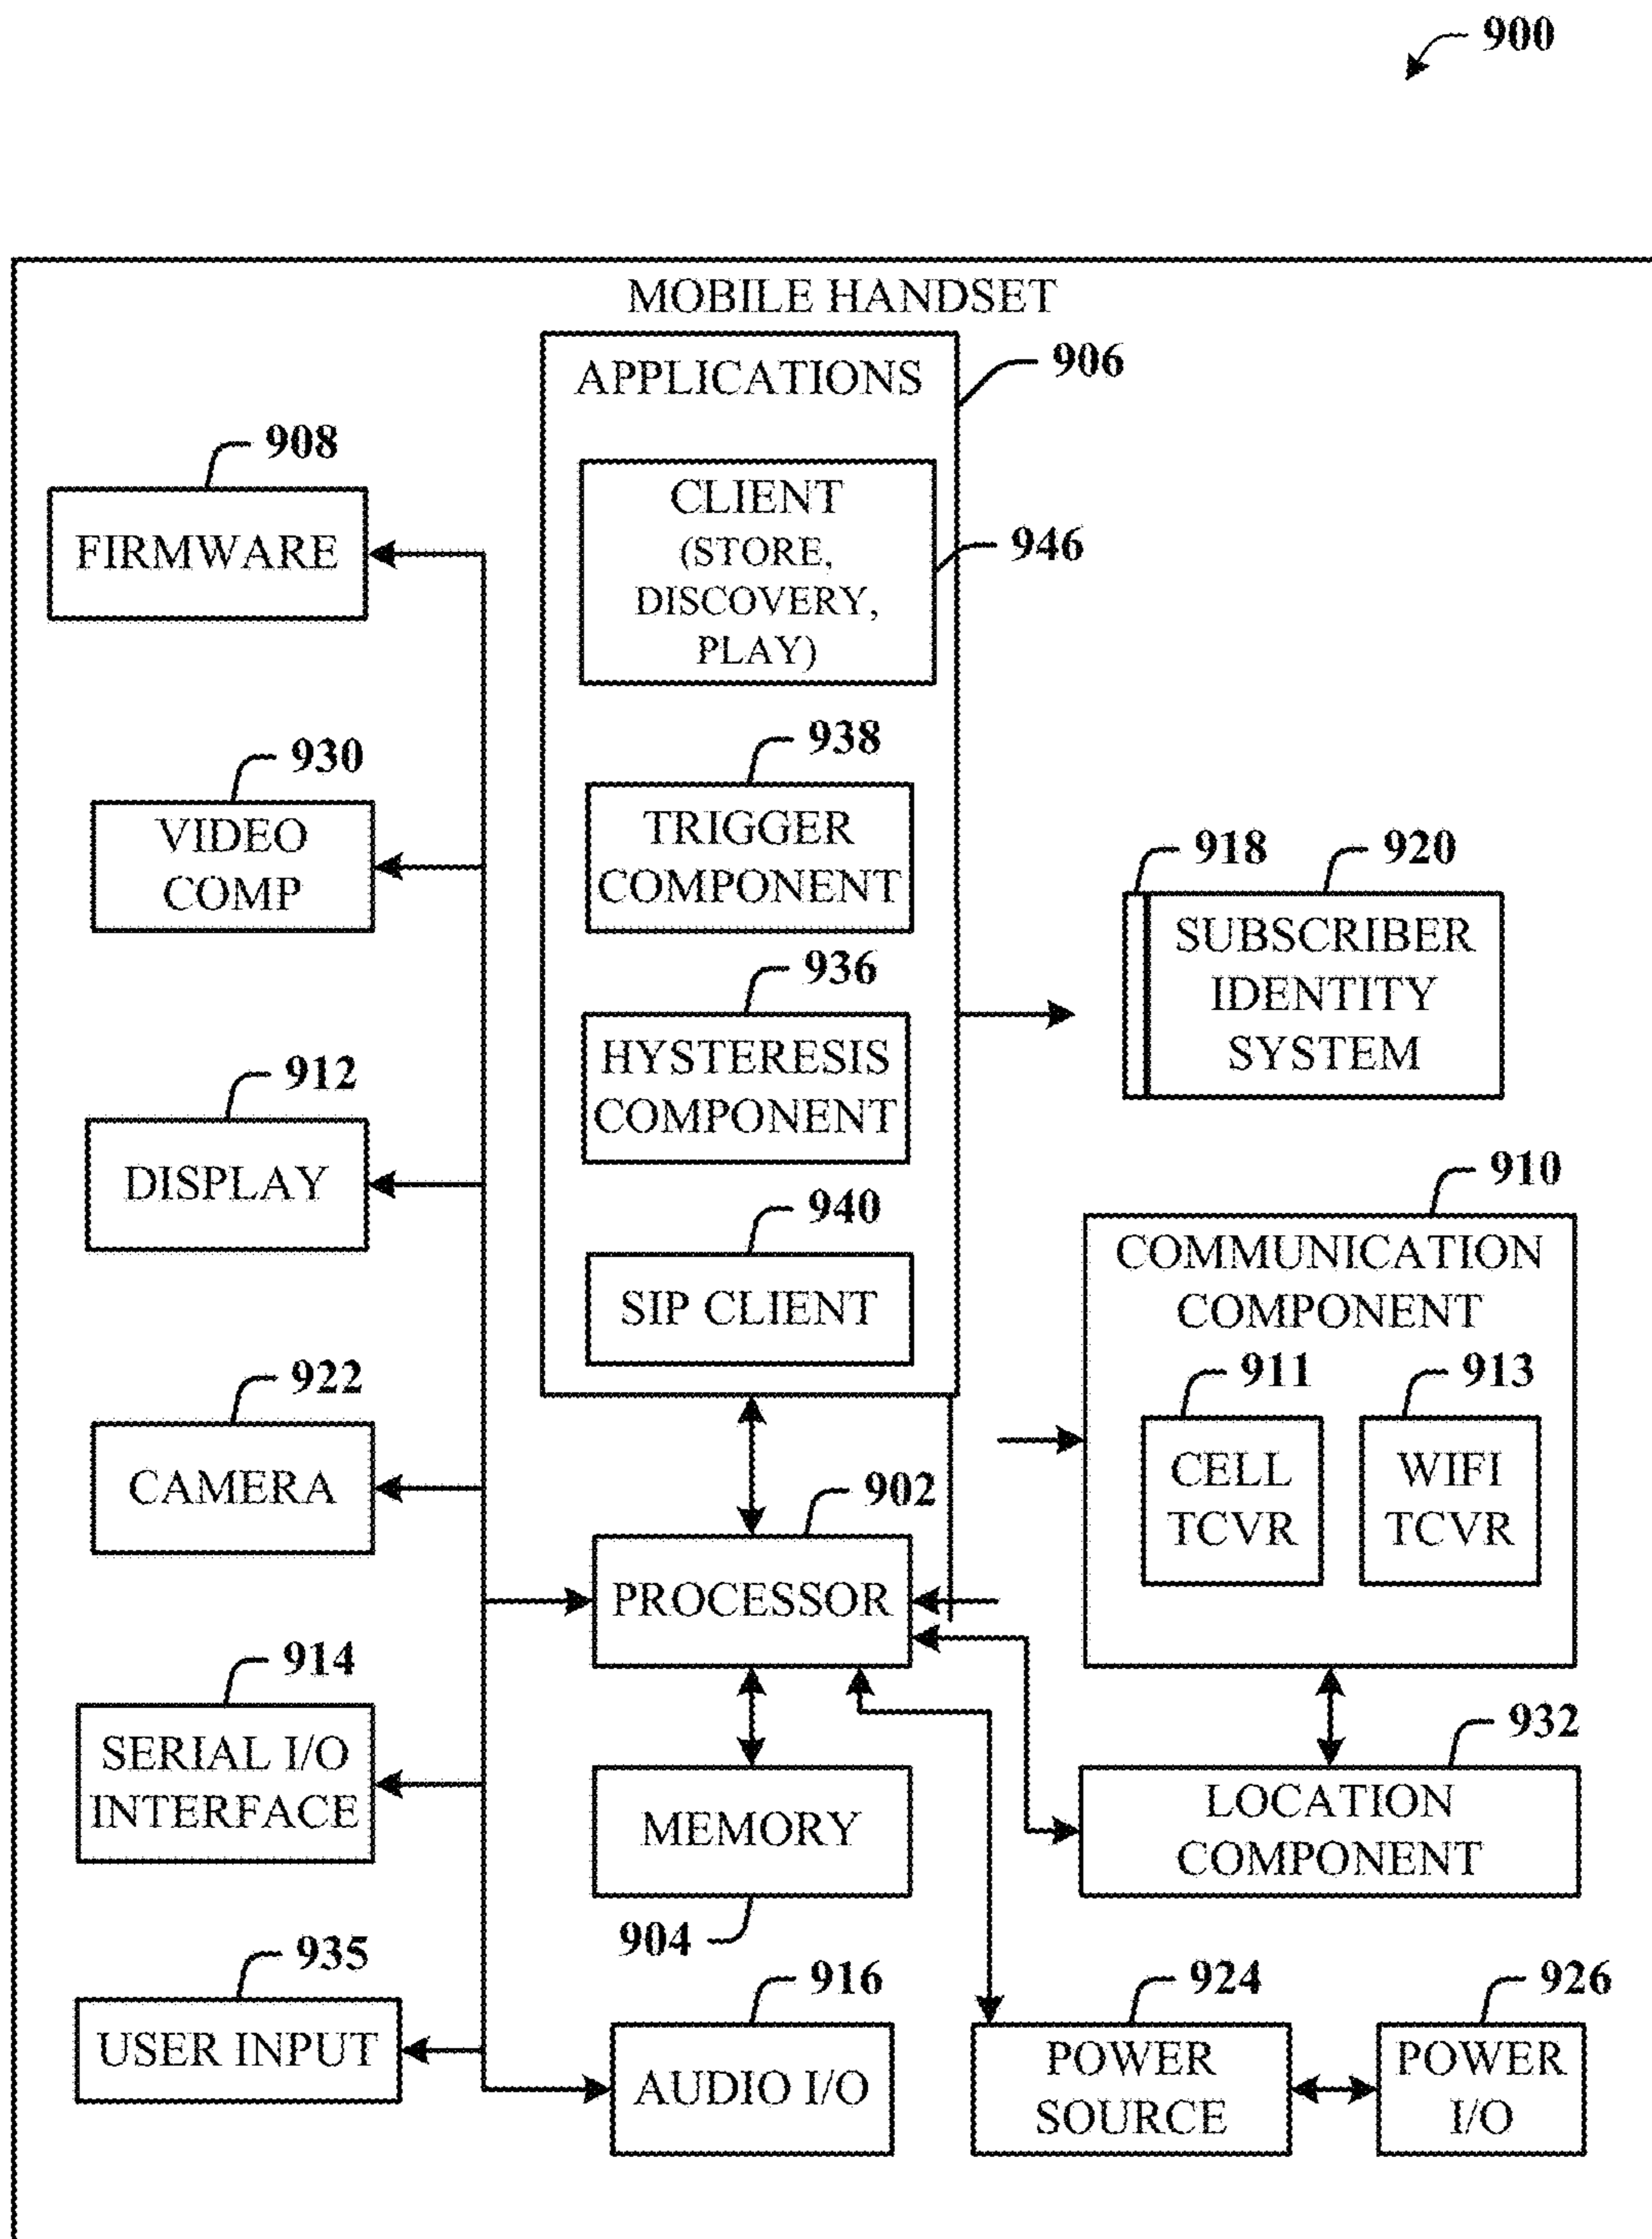 900
MOBILE HANDSET
APPLICATIONS
906
CLIENT
(STORE,
DISCOVERY,
PLAY)
946
938
TRIGGER
COMPONENT
936
HYSTERESIS
COMPONENT
940
SIP CLIENT
908
FIRMWARE
930
VIDEO
COMP
912
DISPLAY
922
CAMERA
914
SERIAL I/O
INTERFACE
935
USER INPUT
902
PROCESSOR
MEMORY
904
916
AUDIO I/O
918
920
SUBSCRIBER
IDENTITY
SYSTEM
910
COMMUNICATION
COMPONENT
911
CELL
TCVR
913
WIFI
TCVR
932
LOCATION
COMPONENT
924
POWER
SOURCE
926
POWER
I/O